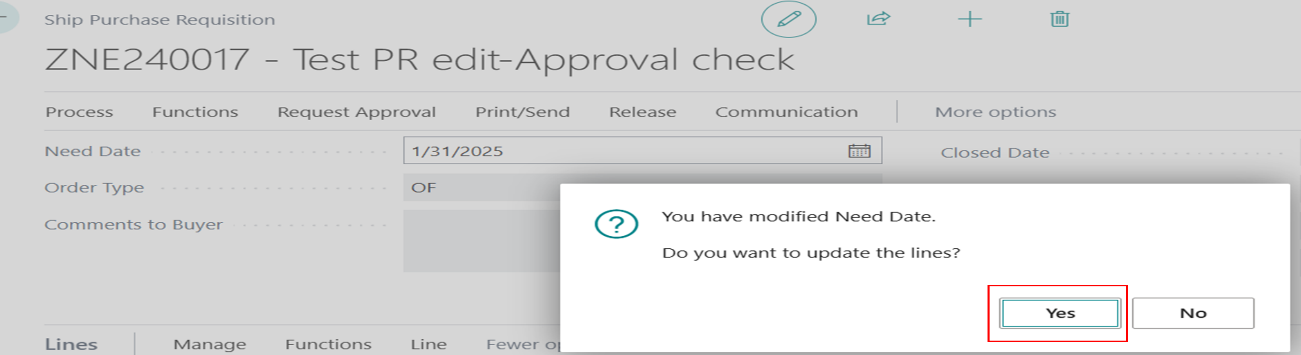 Ship Purchase Requisition
ZNE240017 - Test PR edit-Approval check
Process Functions Request Approval Print/Send Release Communication More options
Need Date 1/31/2025 Closed Date
Order Type OF
Comments to Buyer
You have modified Need Date.
Do you want to update the lines?
Yes No
Lines Manage Functions Line Fewer